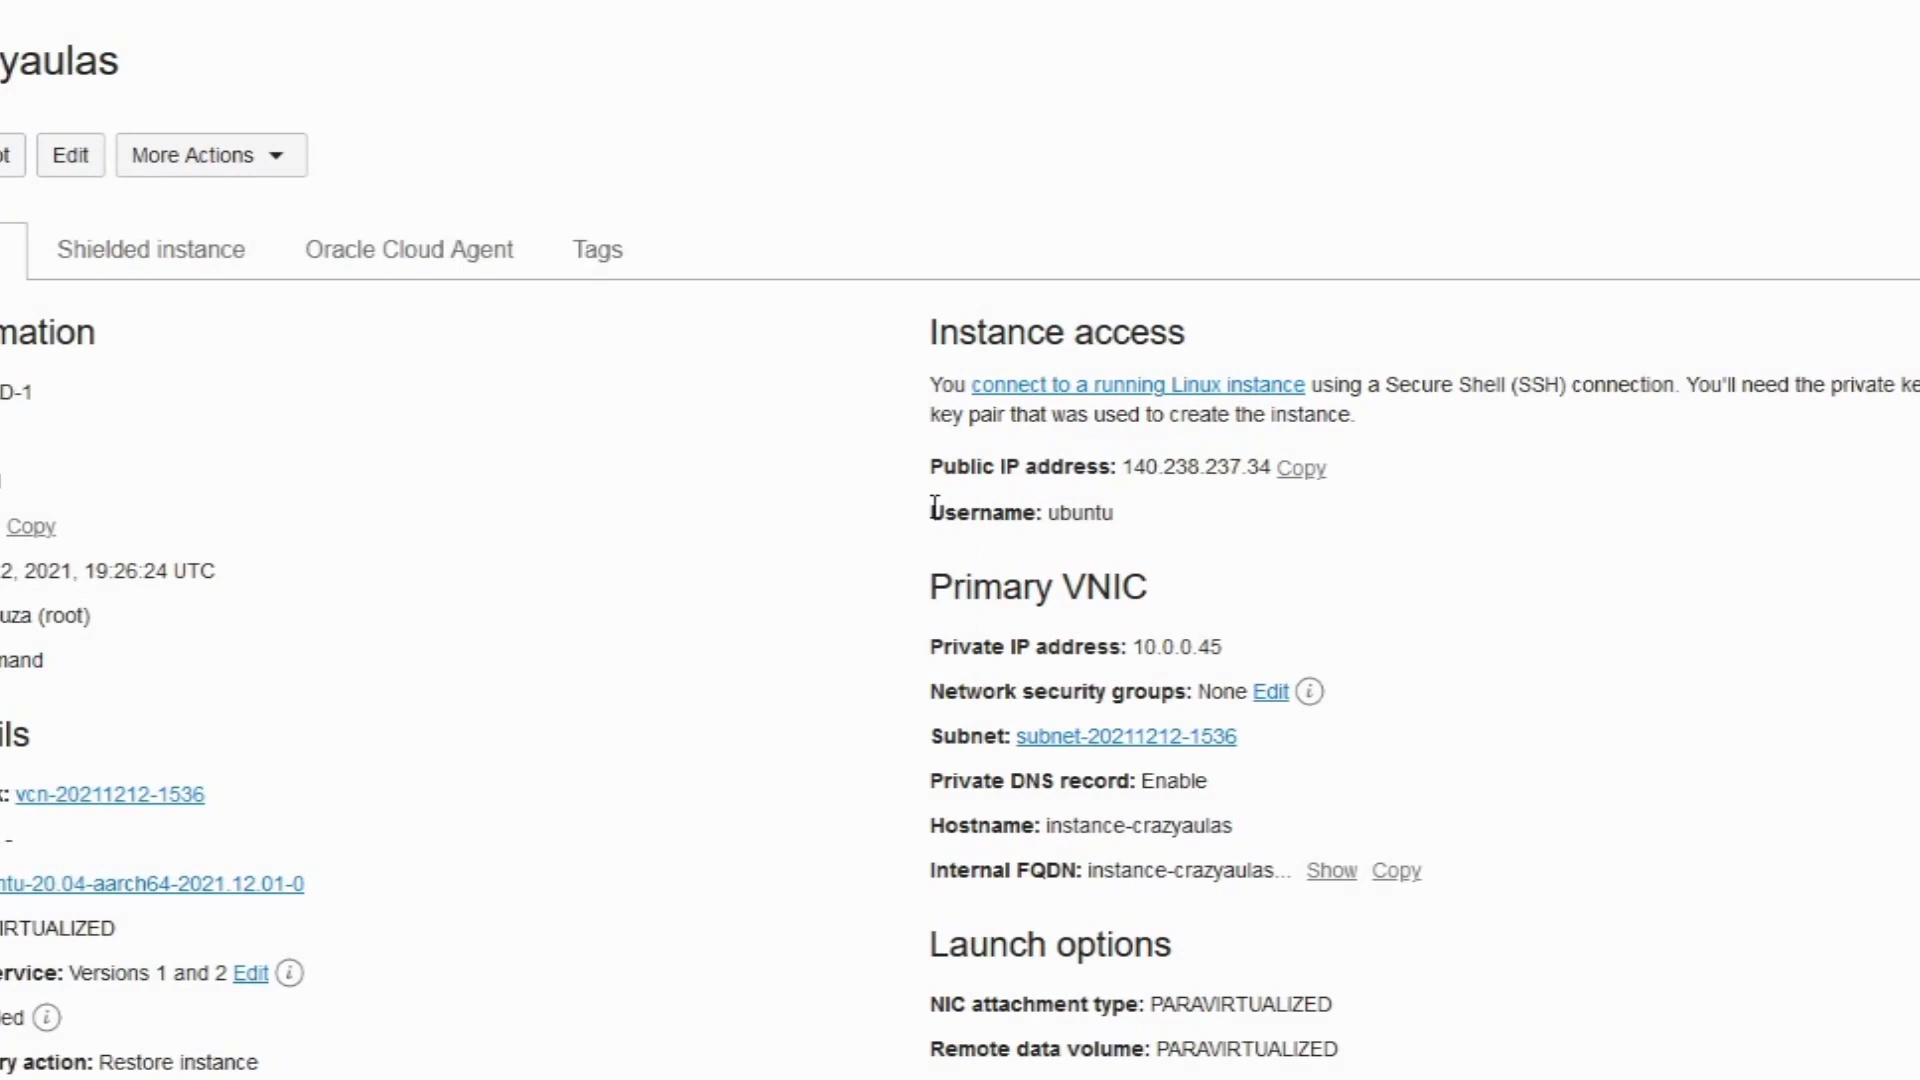 yaulas
Edit More Actions
Shielded instance Oracle Cloud Agent Tags
mation
D-1
Copy
2, 2021, 19:26:24 UTC
uza (root)
mand
ils
vcn-20211212-1536
-
ntu-20.04-aarch64-2021.12.01-0
IRTUALIZED
ervice: Versions 1 and 2 Edit i
led i
ry action: Restore instance
Instance access
You connect to a running Linux instance using a Secure Shell (SSH) connection. You'll need the private ke
key pair that was used to create the instance.
Public IP address: 140.238.237.34 Copy
Username: ubuntu
Primary VNIC
Private IP address: 10.0.0.45
Network security groups: None Edit i
Subnet: subnet-20211212-1536
Private DNS record: Enable
Hostname: instance-crazyaulas
Internal FQDN: instance-crazyaulas... Show Copy
Launch options
NIC attachment type: PARAVIRTUALIZED
Remote data volume: PARAVIRTUALIZED